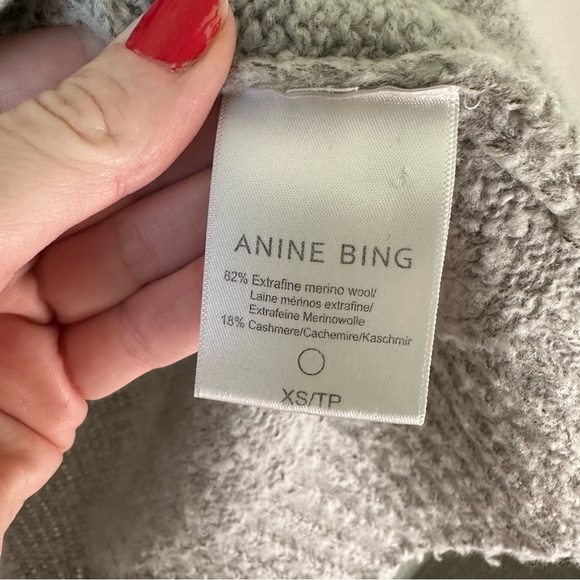 ANINE BING
82% Extrafine merino wool/
Laine mérinos extrafine/
Extrafeine Merinowolle
18% Cashmere/Cachemire/Kaschmir
XS/TP